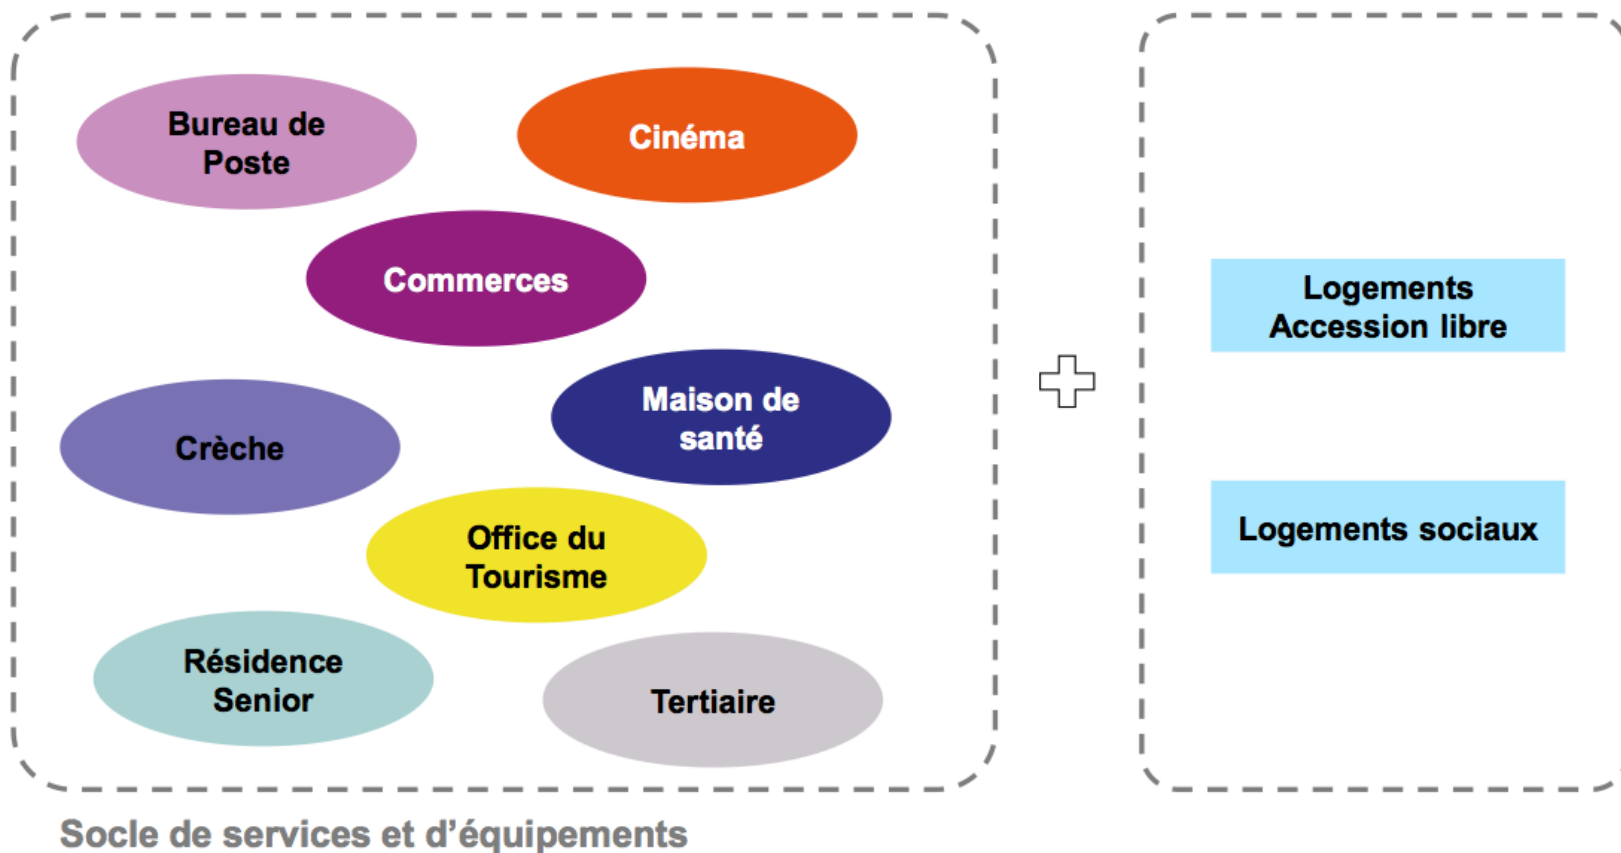 Bureau de
Poste
Cinéma
Commerces
Crèche
Maison de
santé
Office du
Tourisme
Résidence
Senior
Tertiaire
Socle de services et d'équipements
Logements
Accession libre
Logements sociaux